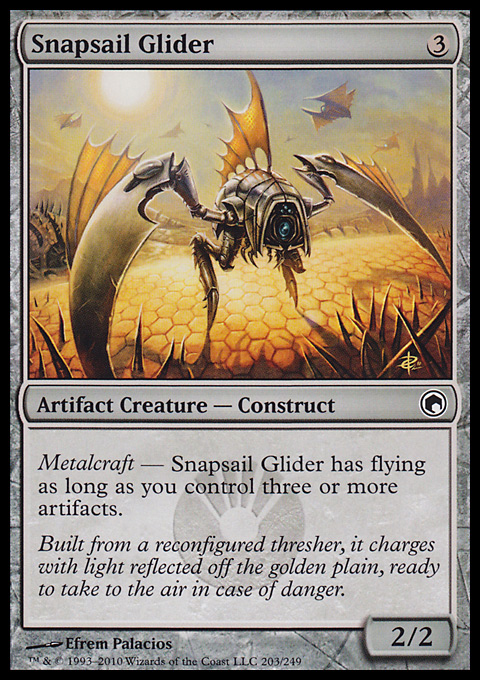 Snapsail Glider 3
Artifact Creature — Construct
Metalcraft — Snapsail Glider has flying
as long as you control three or more
artifacts.
Built from a reconfigured thresher, it charges
with light reflected off the golden plain, ready
to take to the air in case of danger.
Efrem Palacios
2/2
™ & © 1993–2010 Wizards of the Coast LLC 203/249